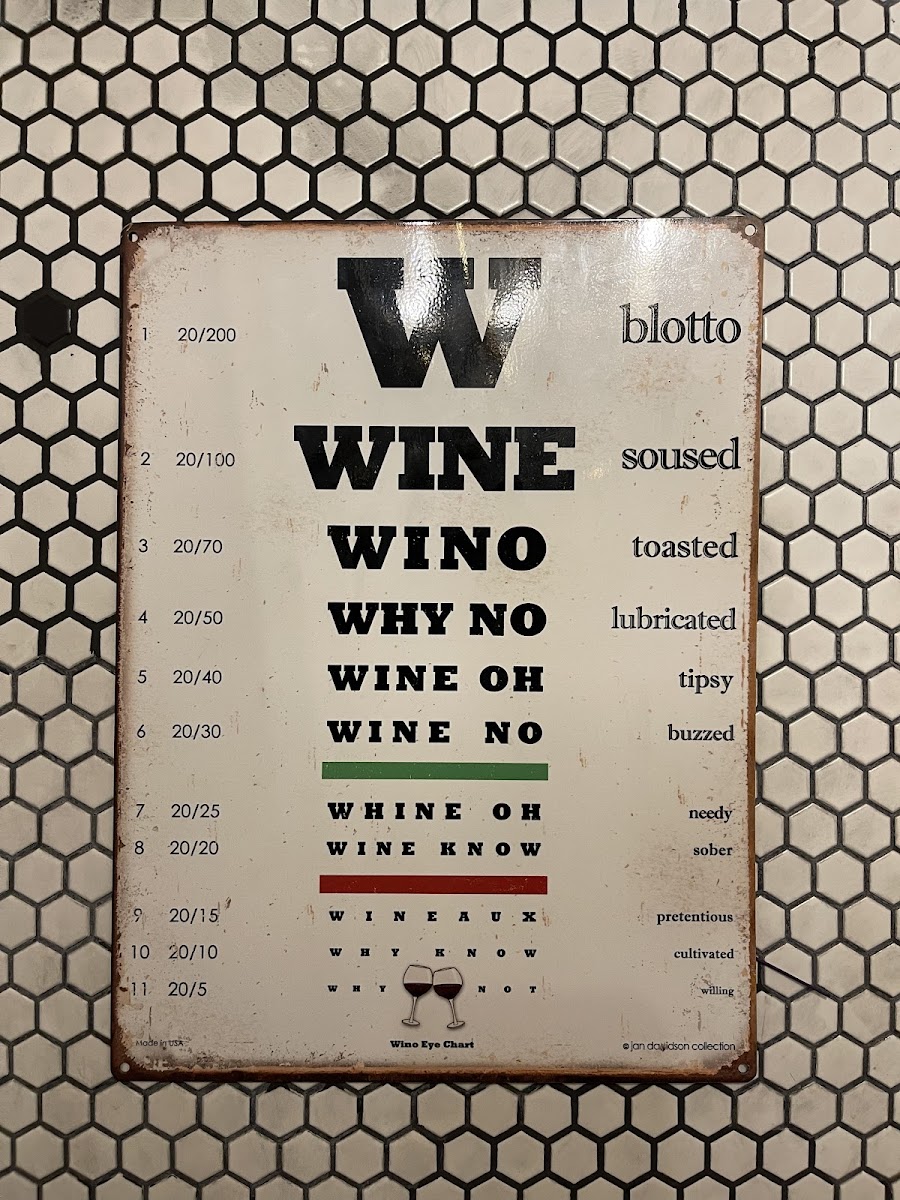 1 20/200 W blotto
2 20/100 WINE soused
3 20/70 WINO toasted
4 20/50 WHY NO lubricated
5 20/40 WINE OH tipsy
6 20/30 WINE NO buzzed
7 20/25 WHINE OH needy
8 20/20 WINE KNOW sober
9 20/15 WINEAUX pretentious
10 20/10 WHY KNOW cultivated
11 20/5 WHY NOT willing
Made in USA Wino Eye Chart © jan davidson collection